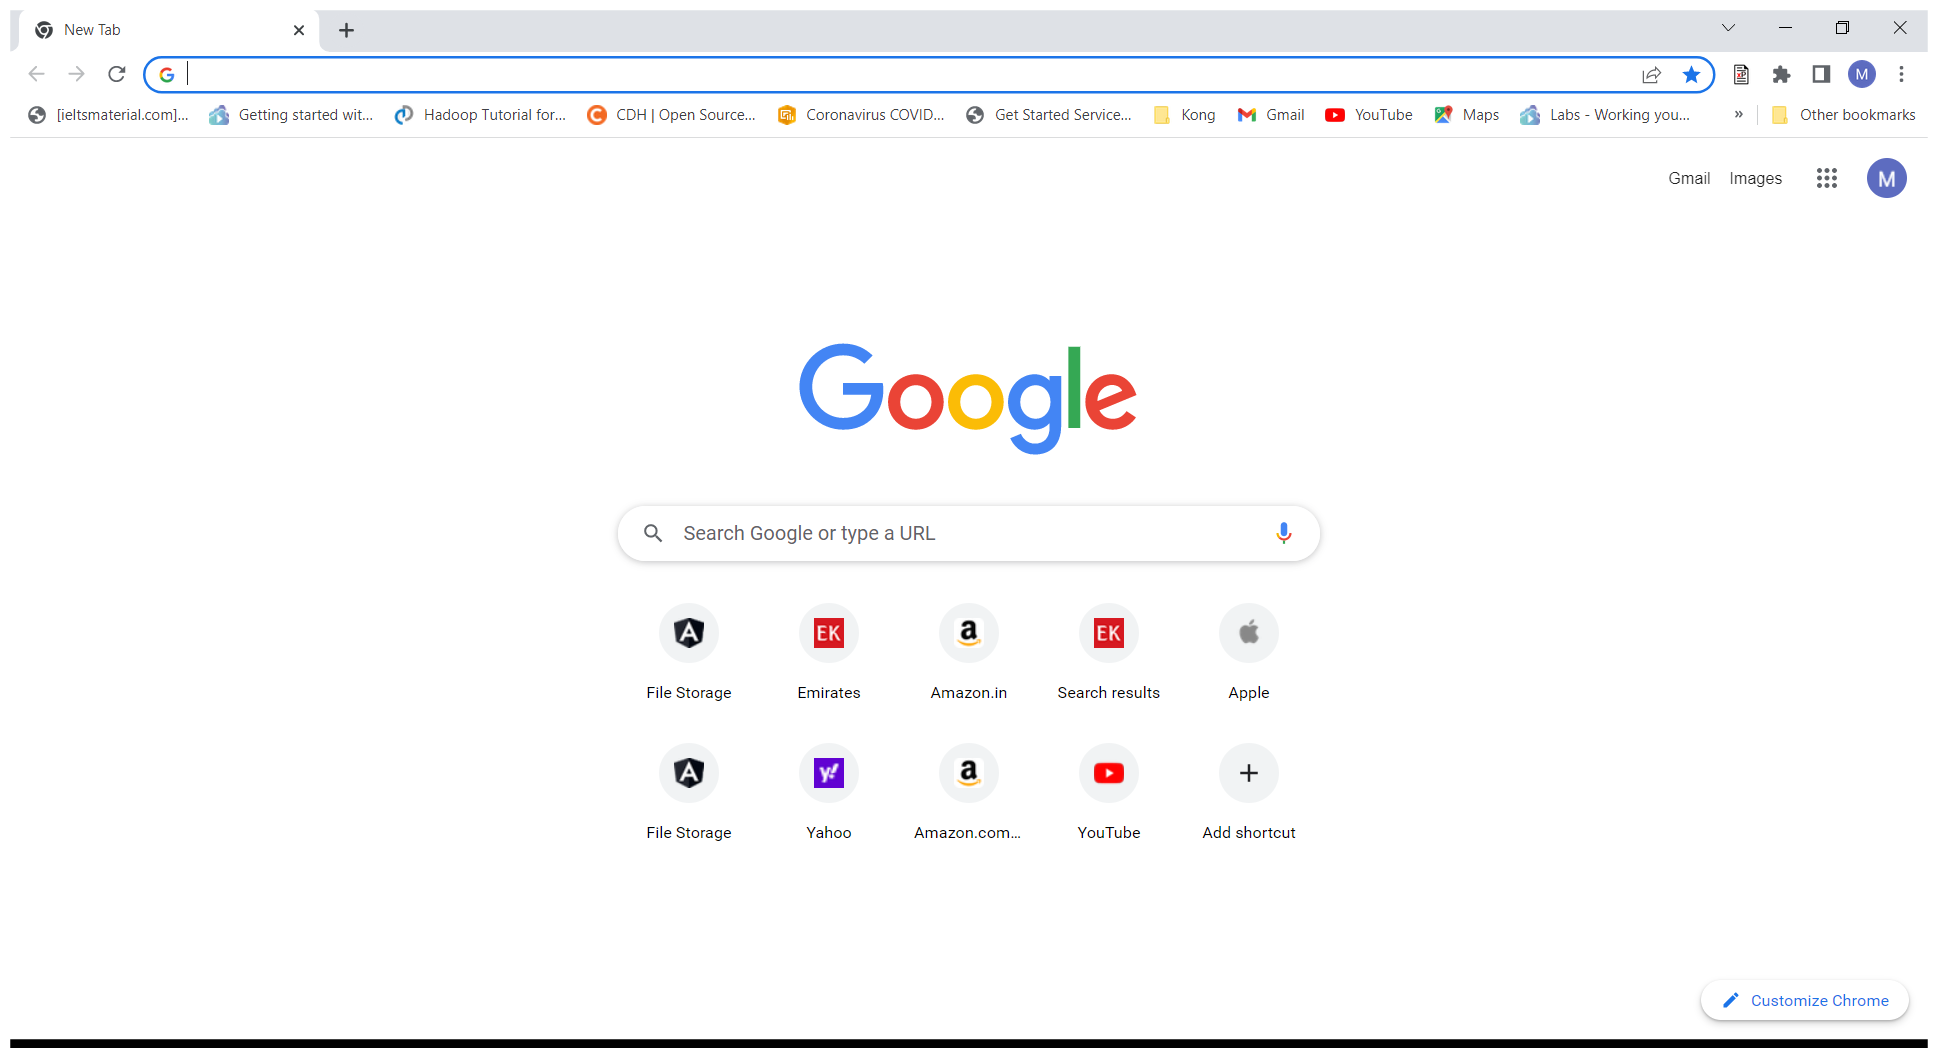 New Tab
[ieltsmaterial.com]... Getting started wit... Hadoop Tutorial for... CDH | Open Source... Coronavirus COVID... Get Started Service... Kong Gmail YouTube Maps Labs - Working you... » Other bookmarks
M
Gmail Images M
Google
Search Google or type a URL
EK a EK
File Storage Emirates Amazon.in Search results Apple
y! a
File Storage Yahoo Amazon.com... YouTube Add shortcut
Customize Chrome